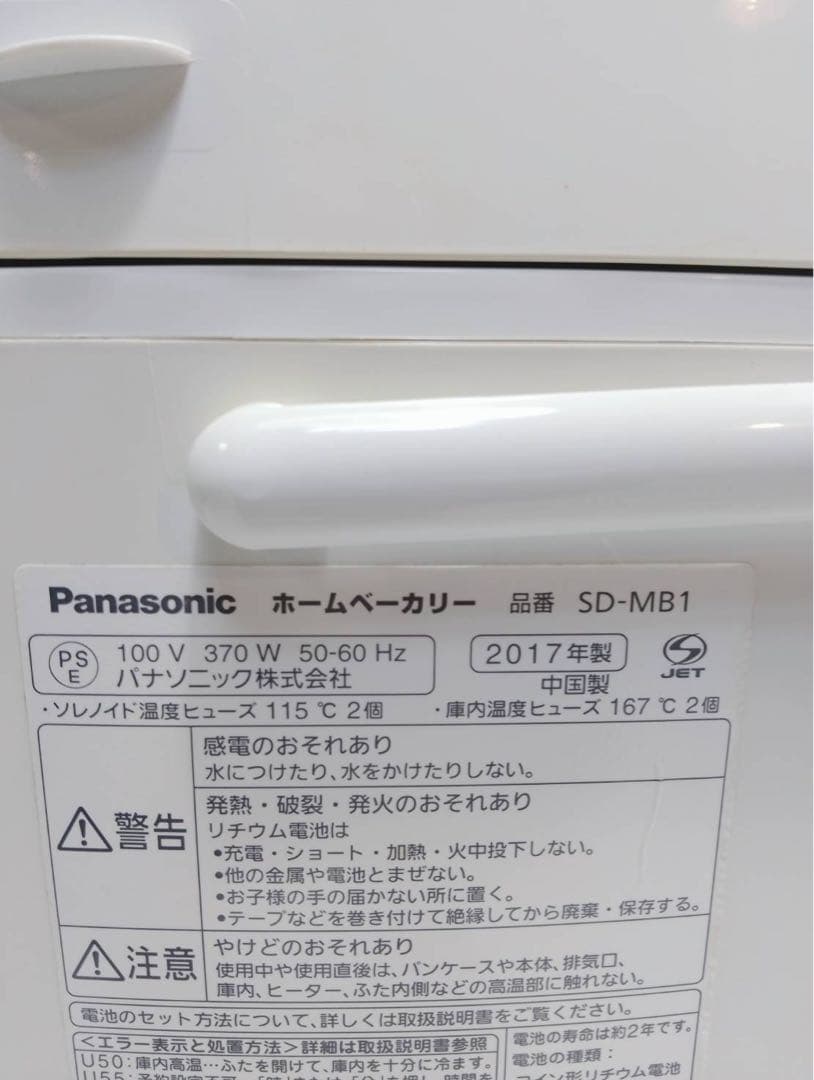 Panasonic ホームベーカリー 品番 SD-MB1
PS E 100 V 370 W 50-60 Hz 2017年製 JET
パナソニック株式会社 中国製
・ソレノイド温度ヒューズ 115 ℃ 2個 ・庫内温度ヒューズ 167 ℃ 2個
感電のおそれあり
水につけたり、水をかけたりしない。
警告
発熱・破裂・発火のおそれあり
リチウム電池は
●充電・ショート・加熱・火中投下しない。
●他の金属や電池とまぜない。
●お子様の手の届かない所に置く。
●テープなどを巻き付けて絶縁してから廃棄・保存する。
注意
やけどのおそれあり
使用中や使用直後は、パンケースや本体、排気口、
庫内、ヒーター、ふた内側などの高温部に触れない。
電池のセット方法について、詳しくは取扱説明書をご覧ください。
<エラー表示と処置方法>詳細は取扱説明書参照
U50:庫内高温…ふたを開けて、庫内を十分に冷ます。
電池の寿命は約2年です。
電池の種類:
コイン形リチウム電池